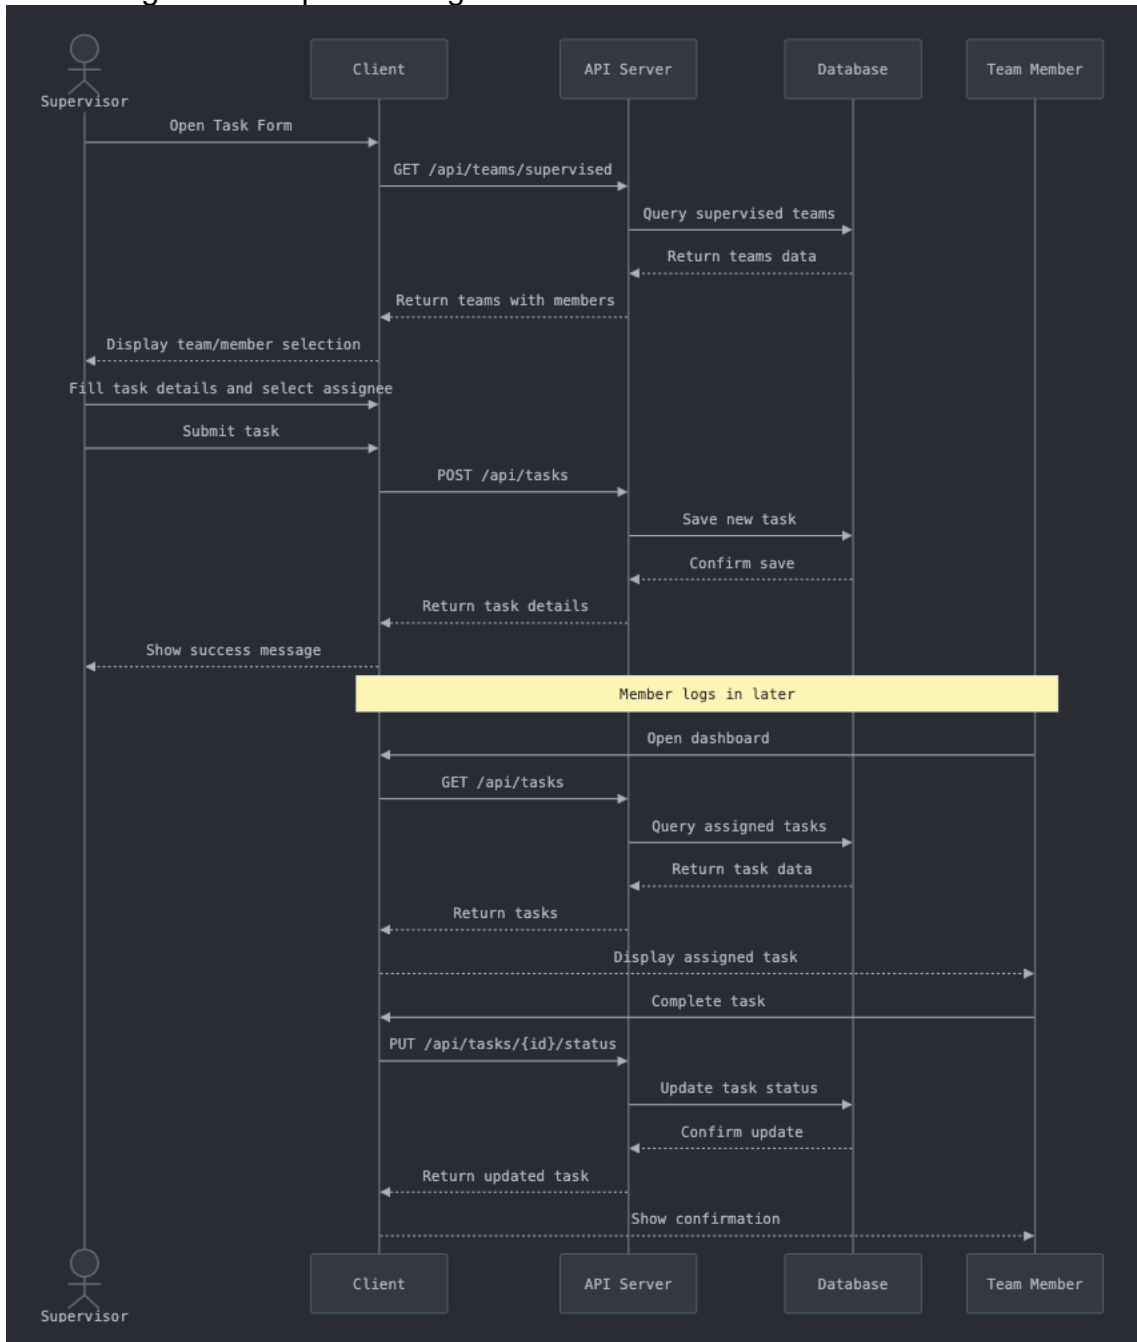 Supervisor
Client
API Server
Database
Team Member
Open Task Form
GET /api/teams/supervised
Query supervised teams
Return teams data
Return teams with members
Display team/member selection
Fill task details and select assignee
Submit task
POST /api/tasks
Save new task
Confirm save
Return task details
Show success message
Member logs in later
Open dashboard
GET /api/tasks
Query assigned tasks
Return task data
Return tasks
Display assigned task
Complete task
PUT /api/tasks/{id}/status
Update task status
Confirm update
Return updated task
Show confirmation
Supervisor
Client
API Server
Database
Team Member